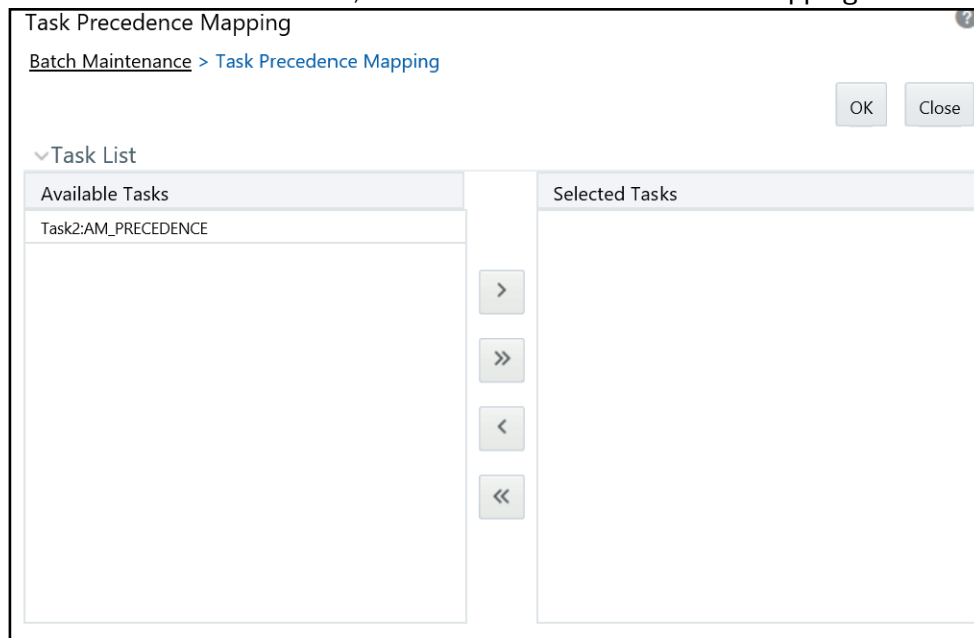 Task Precedence Mapping
Batch Maintenance > Task Precedence Mapping
OK Close
Task List
Available Tasks Selected Tasks
Task2:AM_PRECEDENCE
>
>>
<
<<